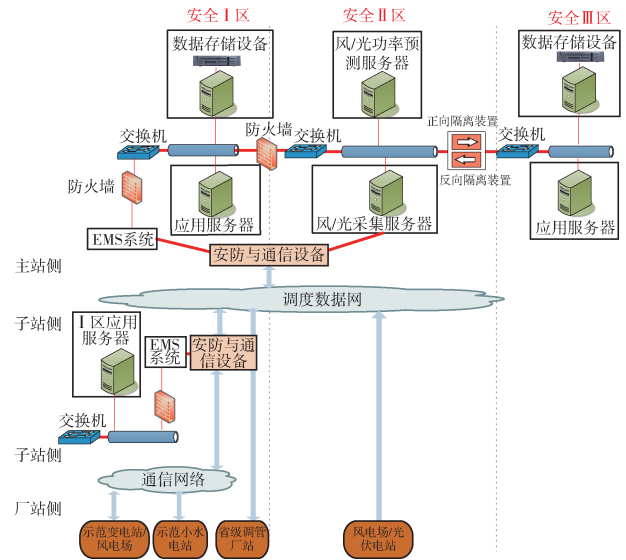 安全Ⅰ区
安全Ⅱ区
安全Ⅲ区
数据存储设备
风/光功率预
测服务器
数据存储设备
交换机
防火墙
交换机
正向隔离装置
交换机
反向隔离装置
防火墙
应用服务器
风/光采集服务器
应用服务器
EMS系统
安防与通信设备
主站侧
调度数据网
子站侧
Ⅰ区应用
服务器
EMS
系统
安防与通
信设备
交换机
子站侧
通信网络
厂站侧
示范变电站/
风电场
示范小水
电站
省级调管
厂站
风电场/光
伏电站